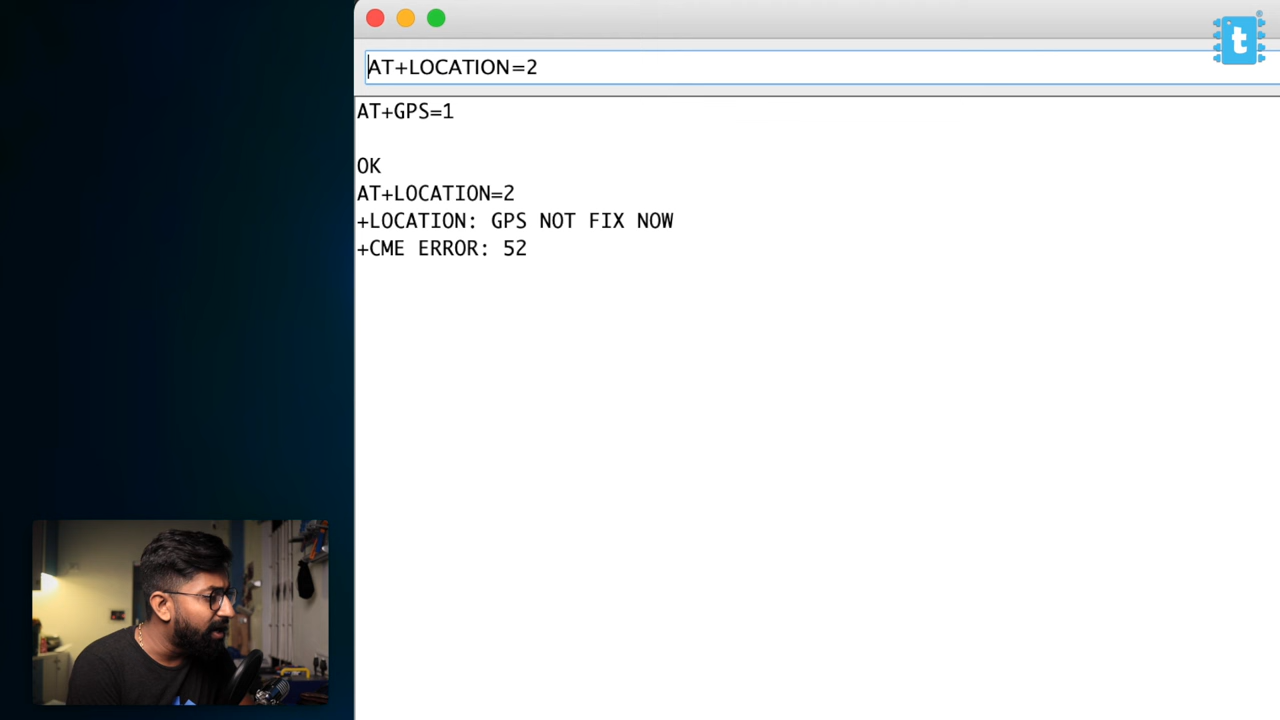 t
AT+LOCATION=2
AT+GPS=1
OK
AT+LOCATION=2
+LOCATION: GPS NOT FIX NOW
+CME ERROR: 52